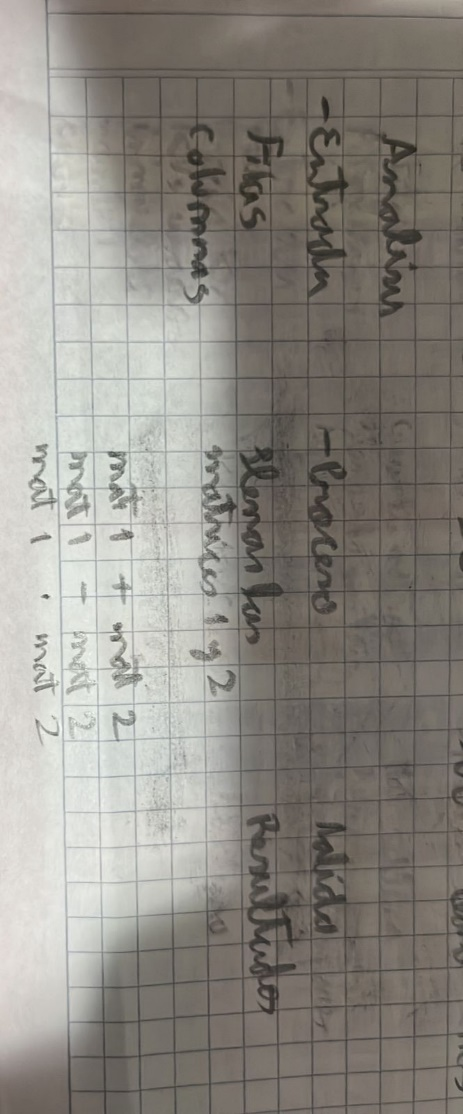 Analisis
-Entrada -Proceso salida
Filas llenar las Resultados
columnas matrices 1 y 2
mat 1 + mat 2
mat 1 - mat 2
mat 1 . mat 2